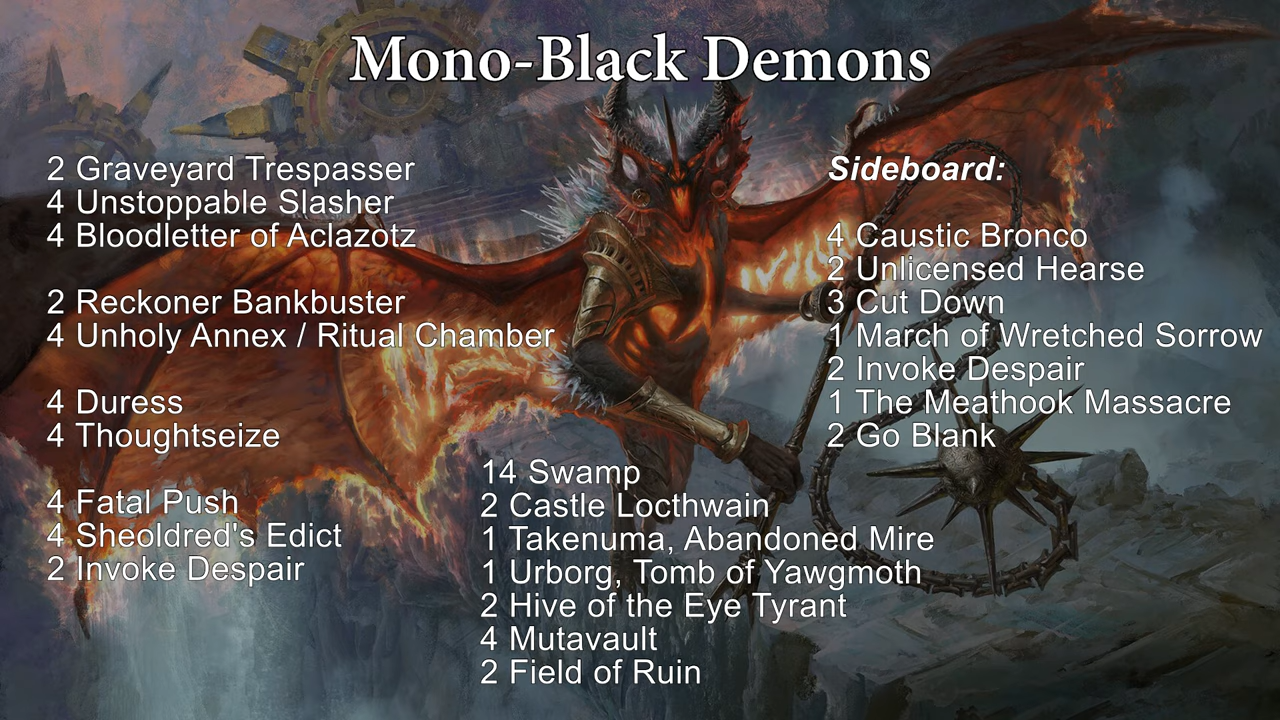 Mono-Black Demons
2 Graveyard Trespasser
4 Unstoppable Slasher
4 Bloodletter of Aclazotz
2 Reckoner Bankbuster
4 Unholy Annex / Ritual Chamber
4 Duress
4 Thoughtseize
4 Fatal Push
4 Sheoldred's Edict
2 Invoke Despair
14 Swamp
2 Castle Locthwain
1 Takenuma, Abandoned Mire
1 Urborg, Tomb of Yawgmoth
2 Hive of the Eye Tyrant
4 Mutavault
2 Field of Ruin
Sideboard:
4 Caustic Bronco
2 Unlicensed Hearse
3 Cut Down
1 March of Wretched Sorrow
2 Invoke Despair
1 The Meathook Massacre
2 Go Blank